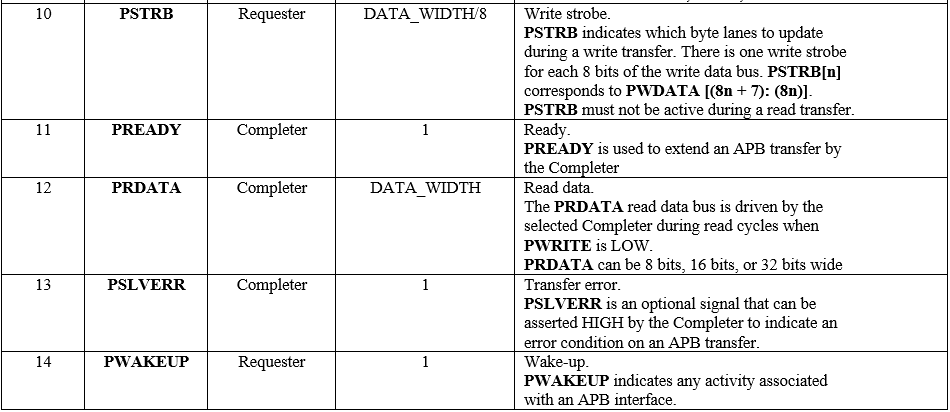 10 PSTRB Requester DATA_WIDTH/8 Write strobe.
PSTRB indicates which byte lanes to update
during a write transfer. There is one write strobe
for each 8 bits of the write data bus. PSTRB[n]
corresponds to PWDATA [(8n + 7): (8n)].
PSTRB must not be active during a read transfer.
11 PREADY Completer 1 Ready.
PREADY is used to extend an APB transfer by
the Completer
12 PRDATA Completer DATA_WIDTH Read data.
The PRDATA read data bus is driven by the
selected Completer during read cycles when
PWRITE is LOW.
PRDATA can be 8 bits, 16 bits, or 32 bits wide
13 PSLVERR Completer 1 Transfer error.
PSLVERR is an optional signal that can be
asserted HIGH by the Completer to indicate an
error condition on an APB transfer.
14 PWAKEUP Requester 1 Wake-up.
PWAKEUP indicates any activity associated
with an APB interface.